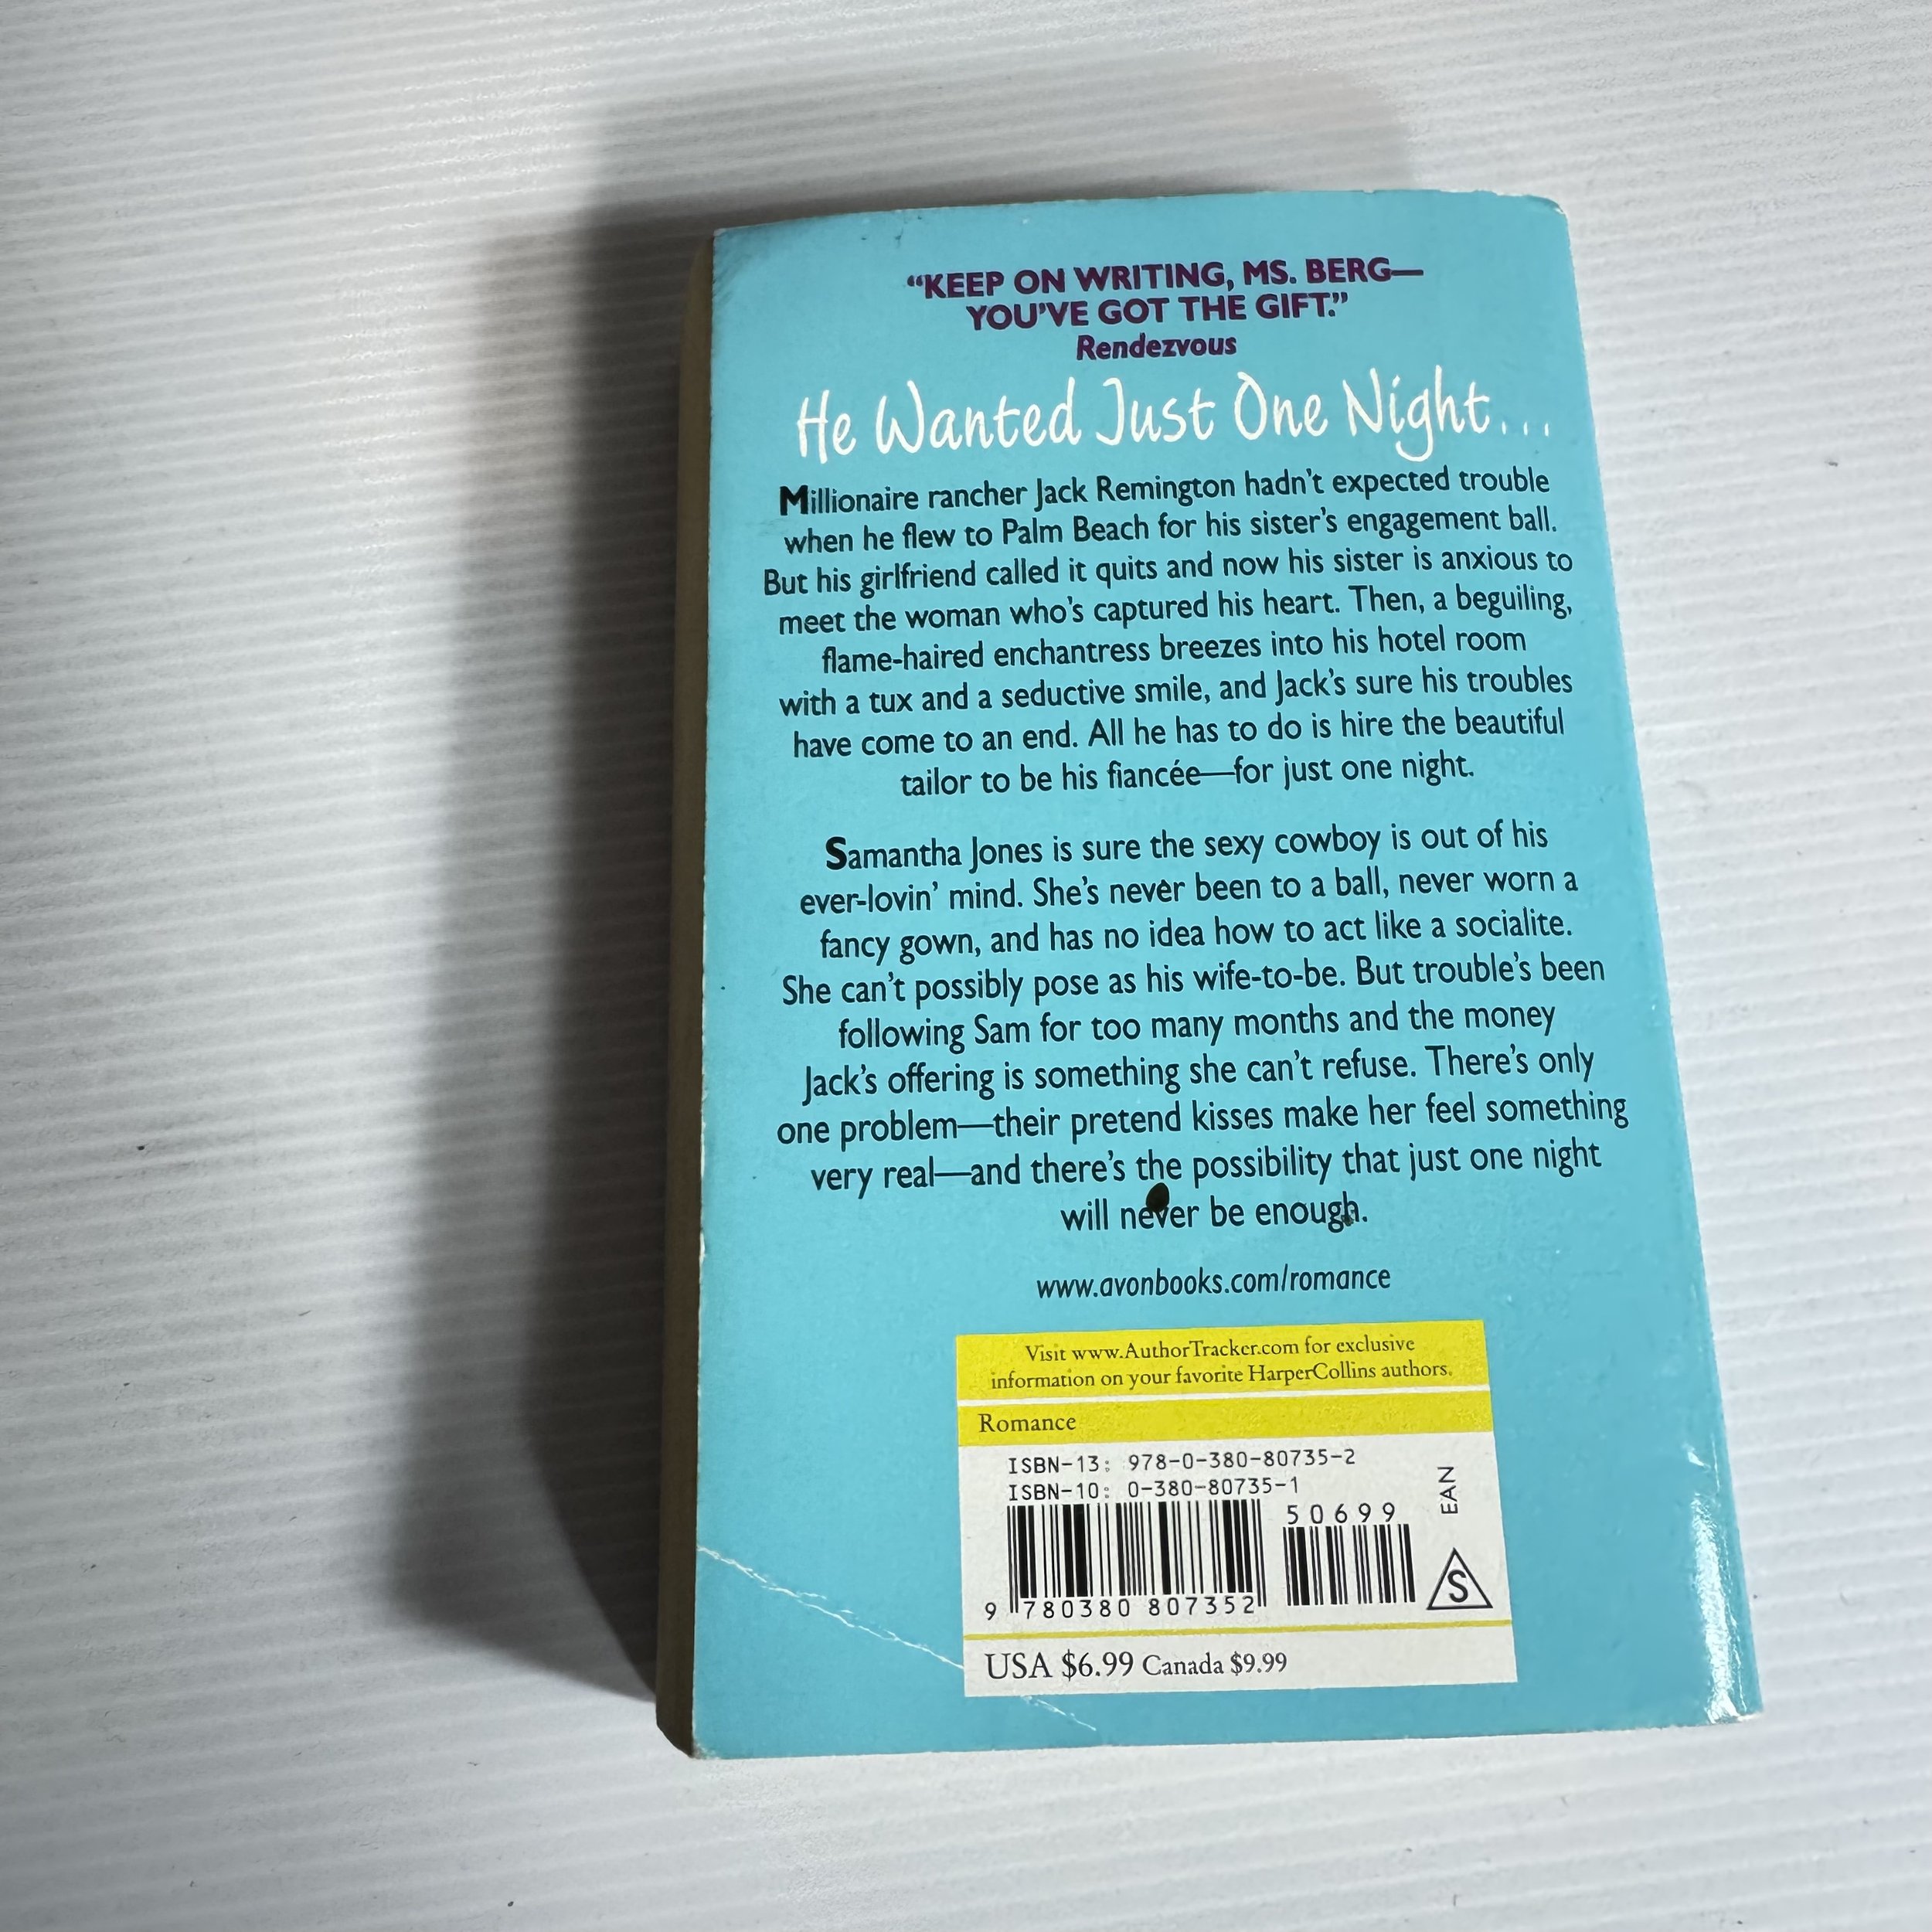 “KEEP ON WRITING, MS. BERG—
YOU’VE GOT THE GIFT.”
Rendezvous
He Wanted Just One Night...
Millionaire rancher Jack Remington hadn’t expected trouble
when he flew to Palm Beach for his sister’s engagement ball.
But his girlfriend called it quits and now his sister is anxious to
meet the woman who’s captured his heart. Then, a beguiling,
flame-haired enchantress breezes into his hotel room
with a tux and a seductive smile, and Jack’s sure his troubles
have come to an end. All he has to do is hire the beautiful
tailor to be his fiancée—for just one night.
Samantha Jones is sure the sexy cowboy is out of his
ever-lovin’ mind. She’s never been to a ball, never worn a
fancy gown, and has no idea how to act like a socialite.
She can’t possibly pose as his wife-to-be. But trouble’s been
following Sam for too many months and the money
Jack’s offering is something she can’t refuse. There’s only
one problem—their pretend kisses make her feel something
very real—and there’s the possibility that just one night
will never be enough.
www.avonbooks.com/romance
Visit www.AuthorTracker.com for exclusive
information on your favorite HarperCollins authors.
Romance
ISBN-13: 978-0-380-80735-2
ISBN-10: 0-380-80735-1
50699
EAN
S
9 780380 807352
USA $6.99 Canada $9.99